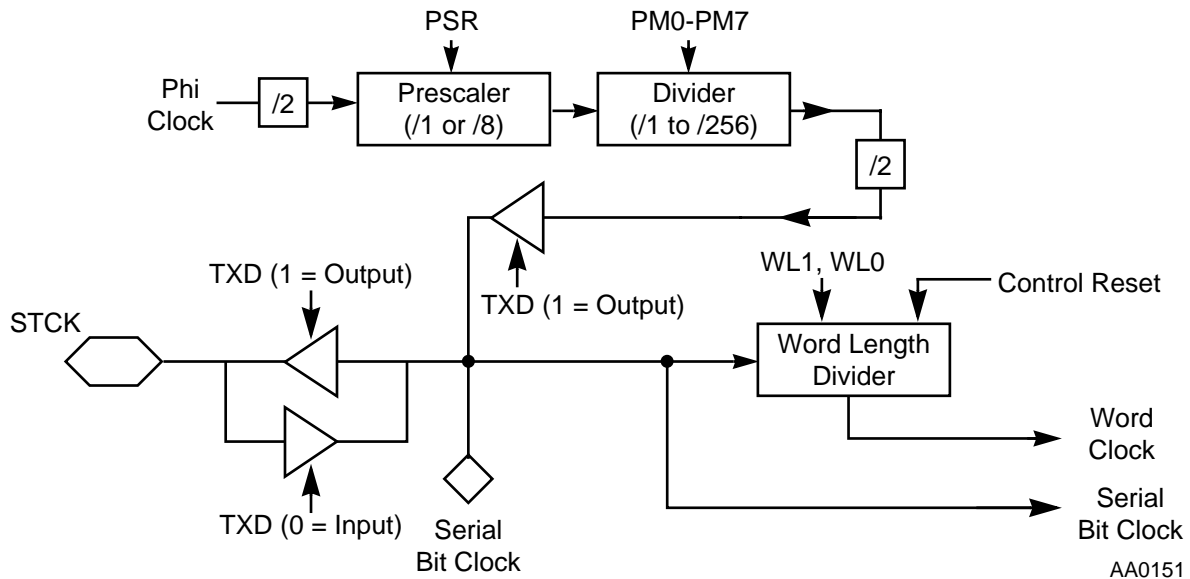 PSR
PM0-PM7
Phi
Clock
/2
Prescaler
(/1 or /8)
Divider
(/1 to /256)
/2
TXD (1 = Output)
TXD (1 = Output)
WL1, WL0
Control Reset
STCK
Word Length
Divider
Word
Clock
TXD (0 = Input)
Serial
Bit Clock
Serial
Bit Clock
AA0151